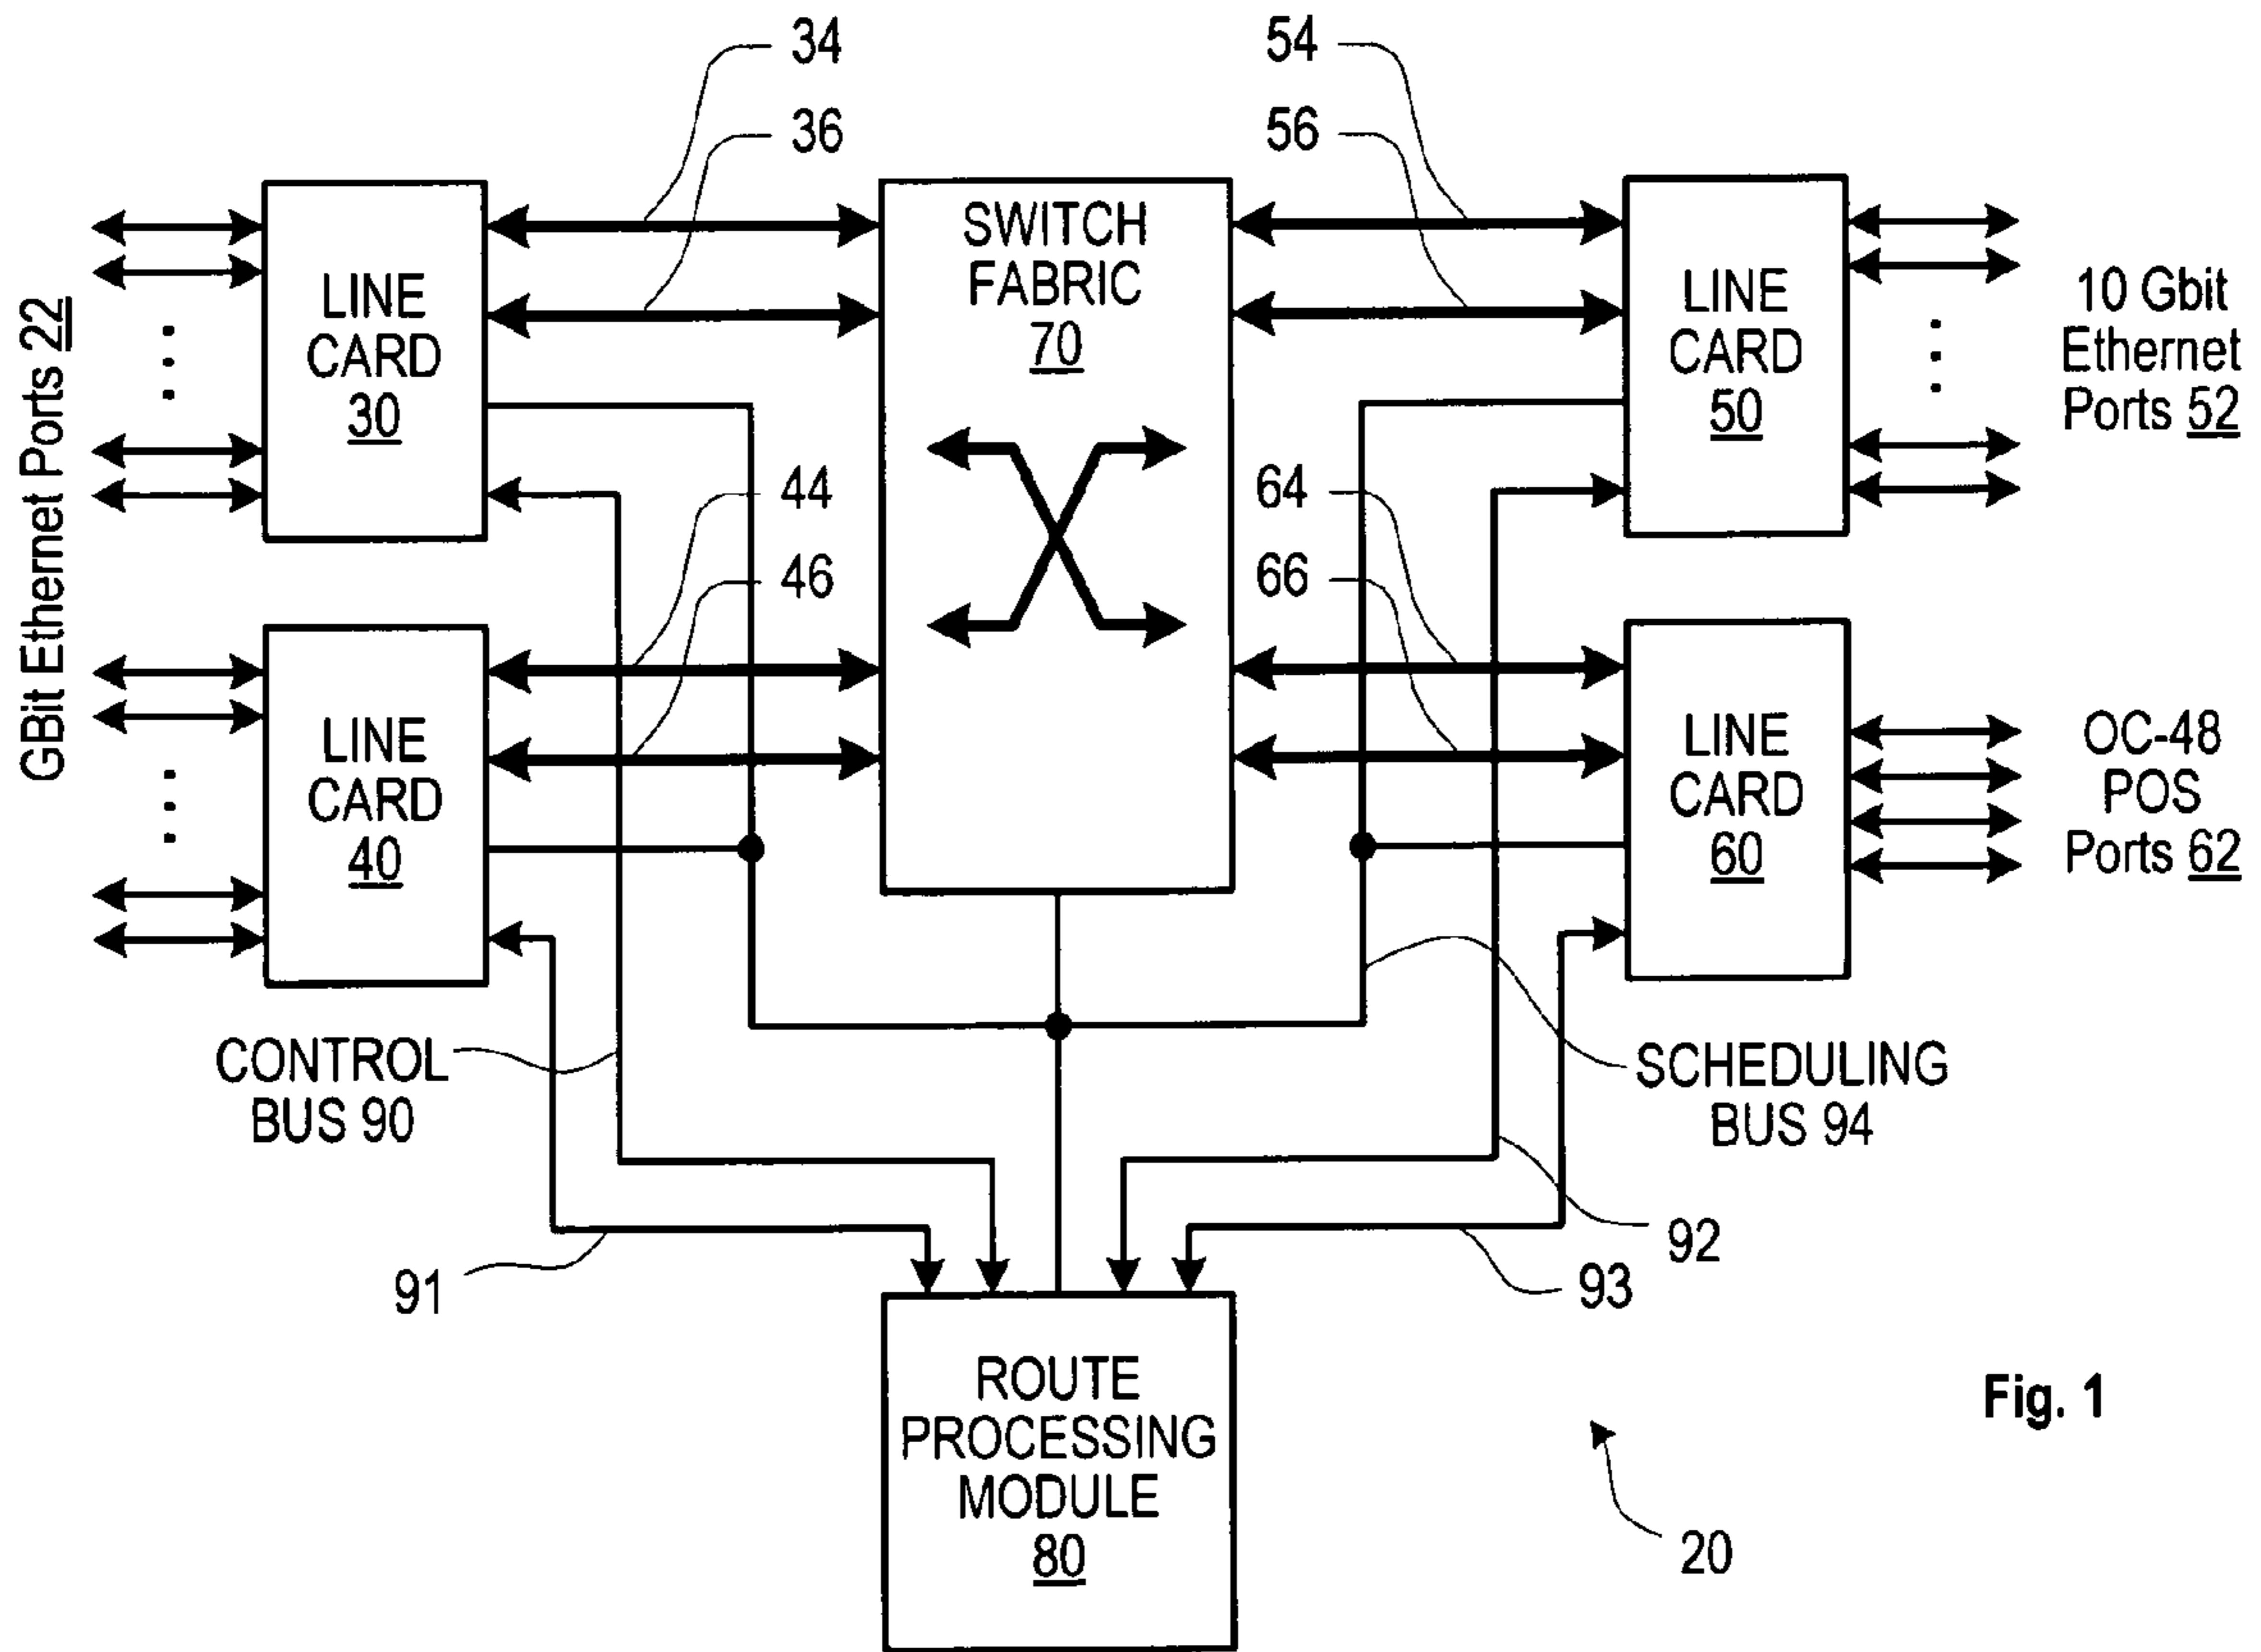 34
54
36
56
GBit Ethernet Ports 22
LINE
CARD
30
SWITCH
FABRIC
70
LINE
CARD
50
10 Gbit
Ethernet
Ports 52
44
46
64
66
LINE
CARD
40
LINE
CARD
60
OC-48
POS
Ports 62
CONTROL
BUS 90
SCHEDULING
BUS 94
91
92
93
ROUTE
PROCESSING
MODULE
80
Fig. 1
20